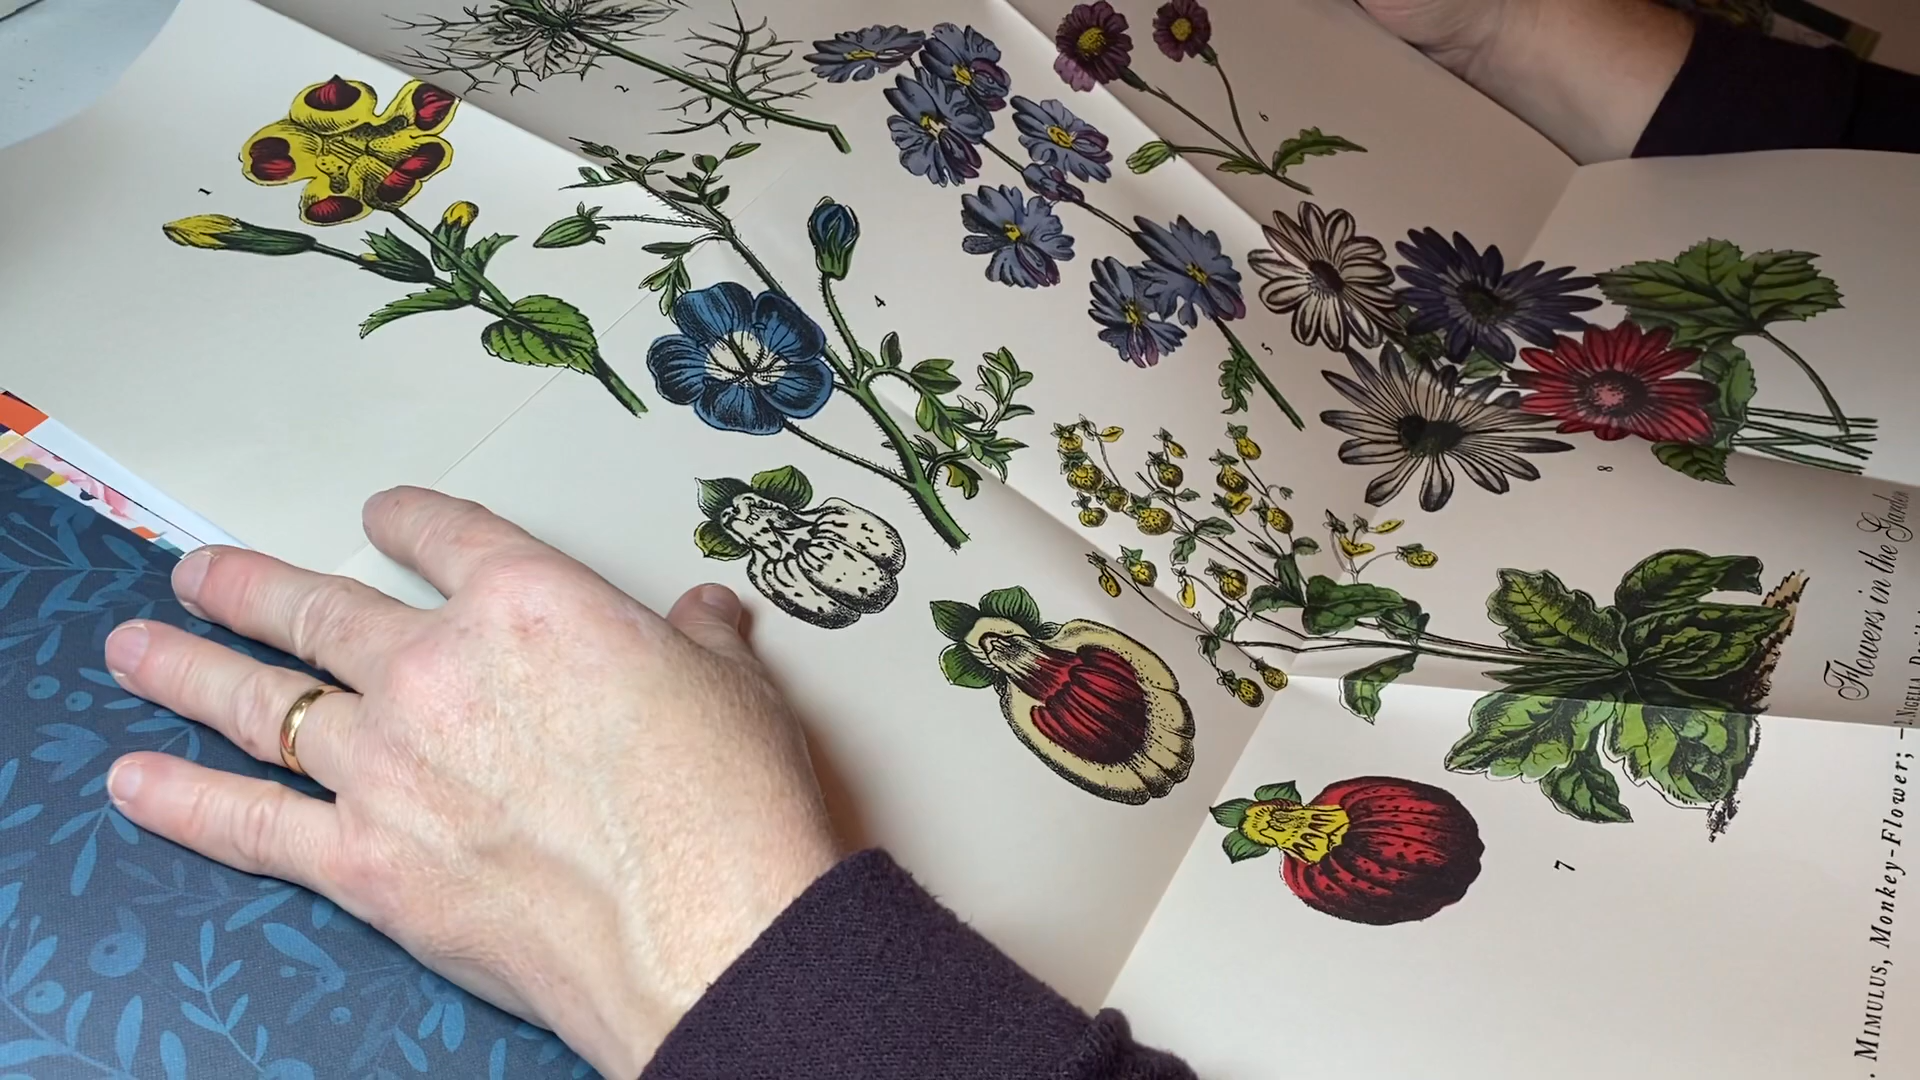 1
2
4
5
6
7
8
Flowers in the Garden
. MIMULUS, Monkey-Flower; –
2. NIGELLA,